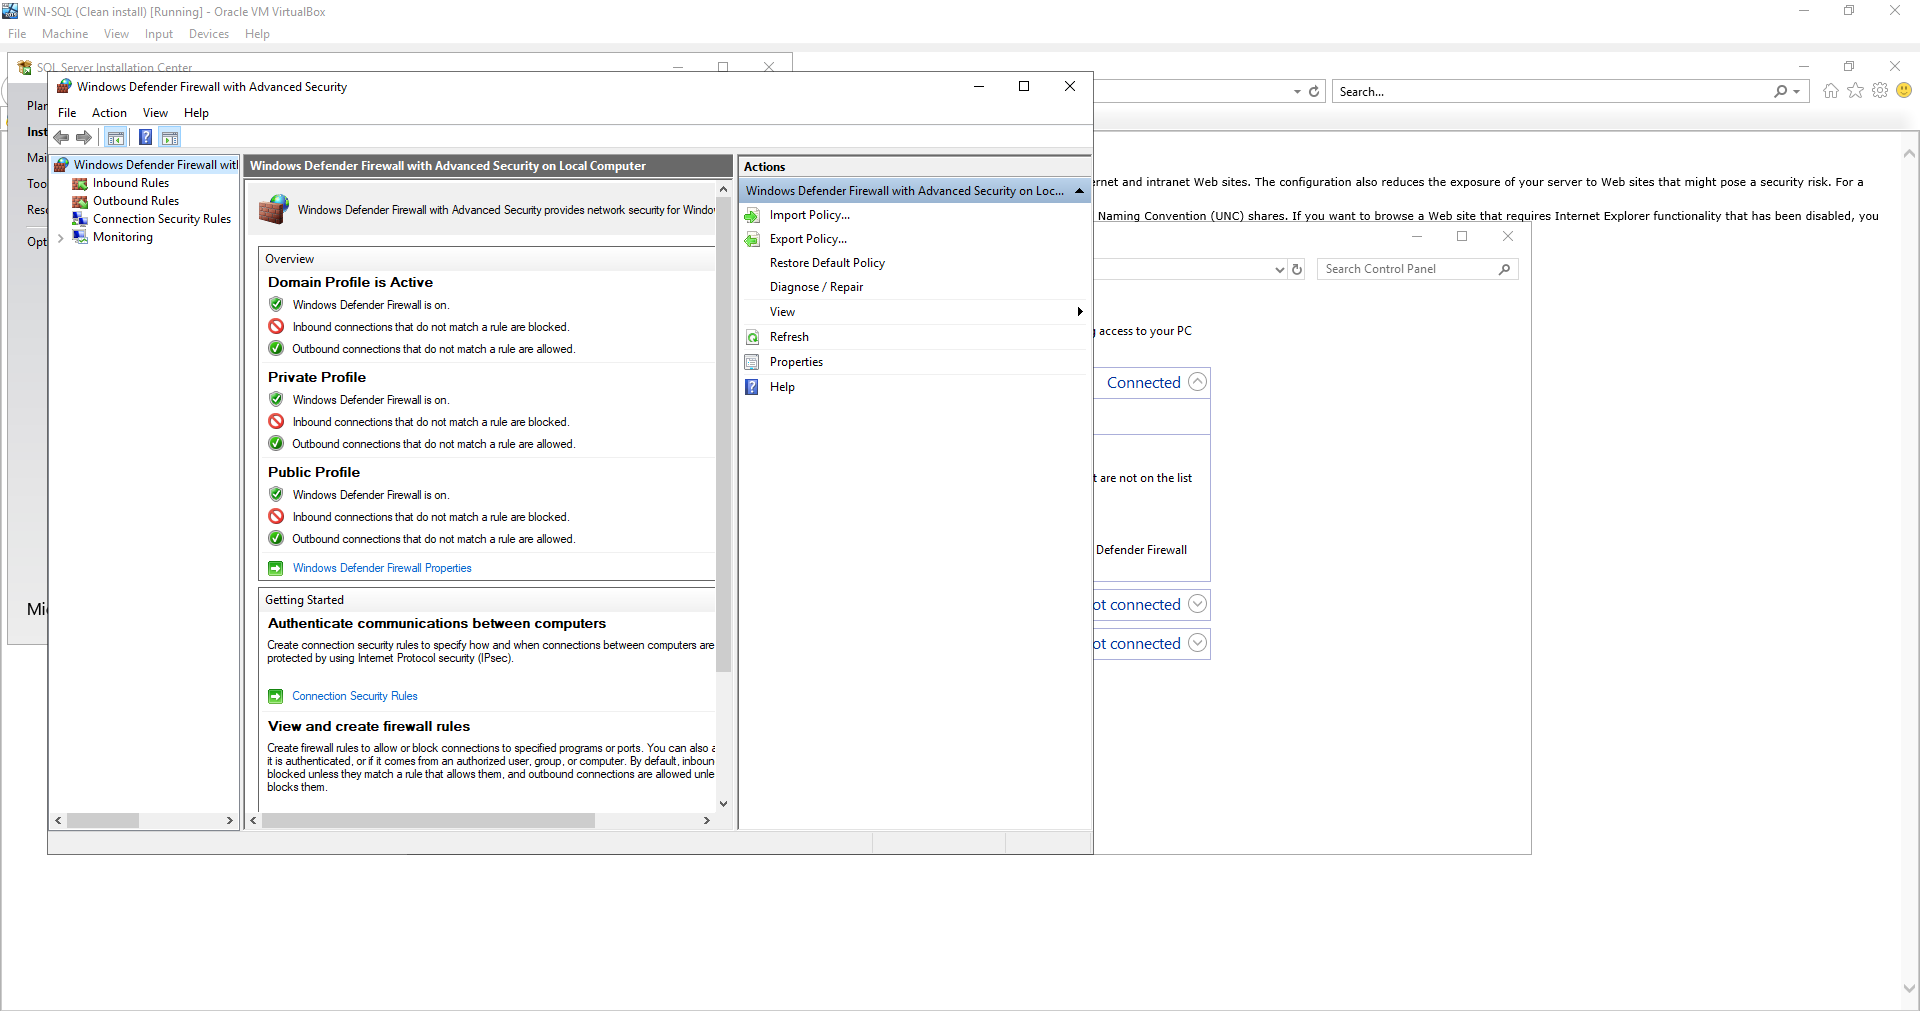 WIN-SQL (Clean install) [Running] - Oracle VM VirtualBox
File Machine View Input Devices Help
SQL Server Installation Center
Windows Defender Firewall with Advanced Security
File Action View Help
Search...
Windows Defender Firewall with
Inbound Rules
Outbound Rules
Connection Security Rules
Monitoring
Windows Defender Firewall with Advanced Security on Local Computer
Windows Defender Firewall with Advanced Security provides network security for
Overview
Domain Profile is Active
Windows Defender Firewall is on.
Inbound connections that do not match a rule are blocked.
Outbound connections that do not match a rule are allowed.
Private Profile
Windows Defender Firewall is on.
Inbound connections that do not match a rule are blocked.
Outbound connections that do not match a rule are allowed.
Public Profile
Windows Defender Firewall is on.
Inbound connections that do not match a rule are blocked.
Outbound connections that do not match a rule are allowed.
Windows Defender Firewall Properties
Getting Started
Authenticate communications between computers
Create connection security rules to specify how and when connections between computers are
protected by using Internet Protocol security (IPsec).
Connection Security Rules
View and create firewall rules
Create firewall rules to allow or block connections to specified programs or ports. You can also
it is authenticated, or if it comes from an authorized user, group, or computer. By default,
blocked unless they match a rule that allows them, and outbound connections are allowed
blocks them.
Actions
Windows Defender Firewall with Advanced Security on Loc...
Import Policy...
Export Policy...
Restore Default Policy
Diagnose / Repair
View
Refresh
Properties
Help
and intranet Web sites. The configuration also reduces the exposure of your server to Web sites that might pose a security risk. For a
Naming Convention (UNC) shares. If you want to browse a Web site that requires Internet Explorer functionality that has been disabled, you
Search Control Panel
access to your PC
Connected
are not on the list
Defender Firewall
connected
connected